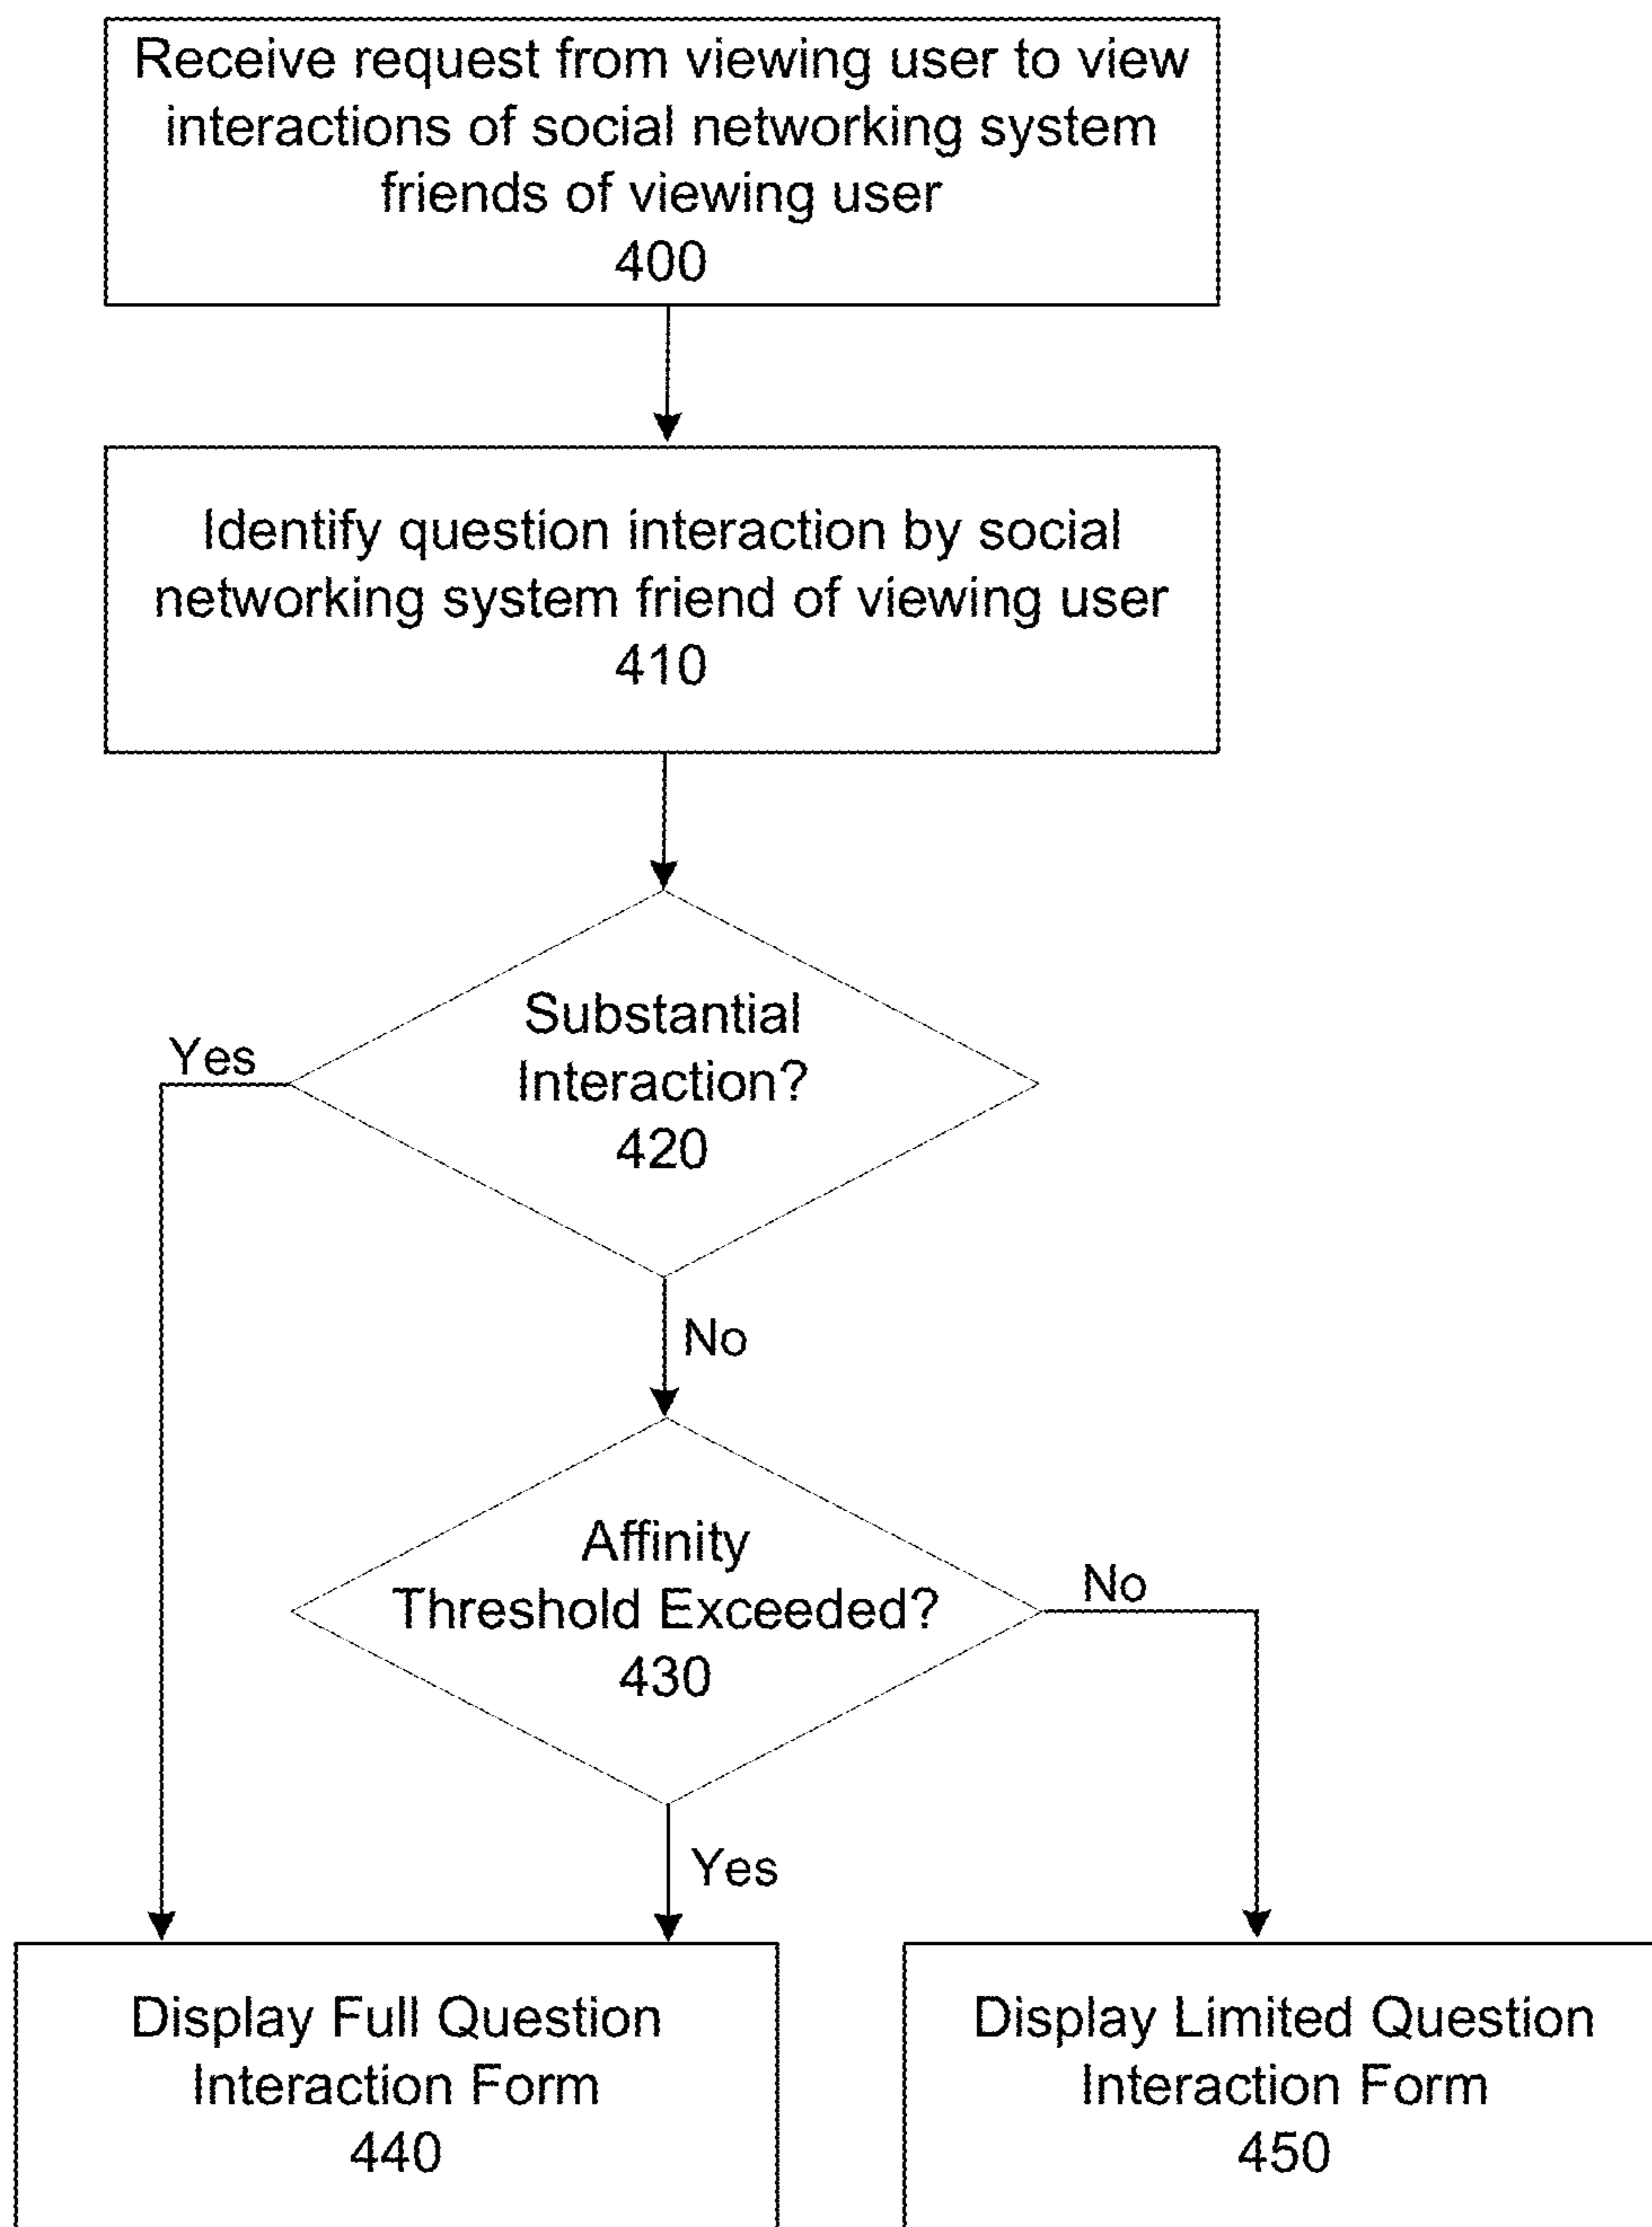 Receive request from viewing user to view
interactions of social networking system
friends of viewing user
400
Identify question interaction by social
networking system friend of viewing user
410
Substantial
Interaction?
420
Yes
No
Affinity
Threshold Exceeded?
430
No
Yes
Display Full Question
Interaction Form
440
Display Limited Question
Interaction Form
450